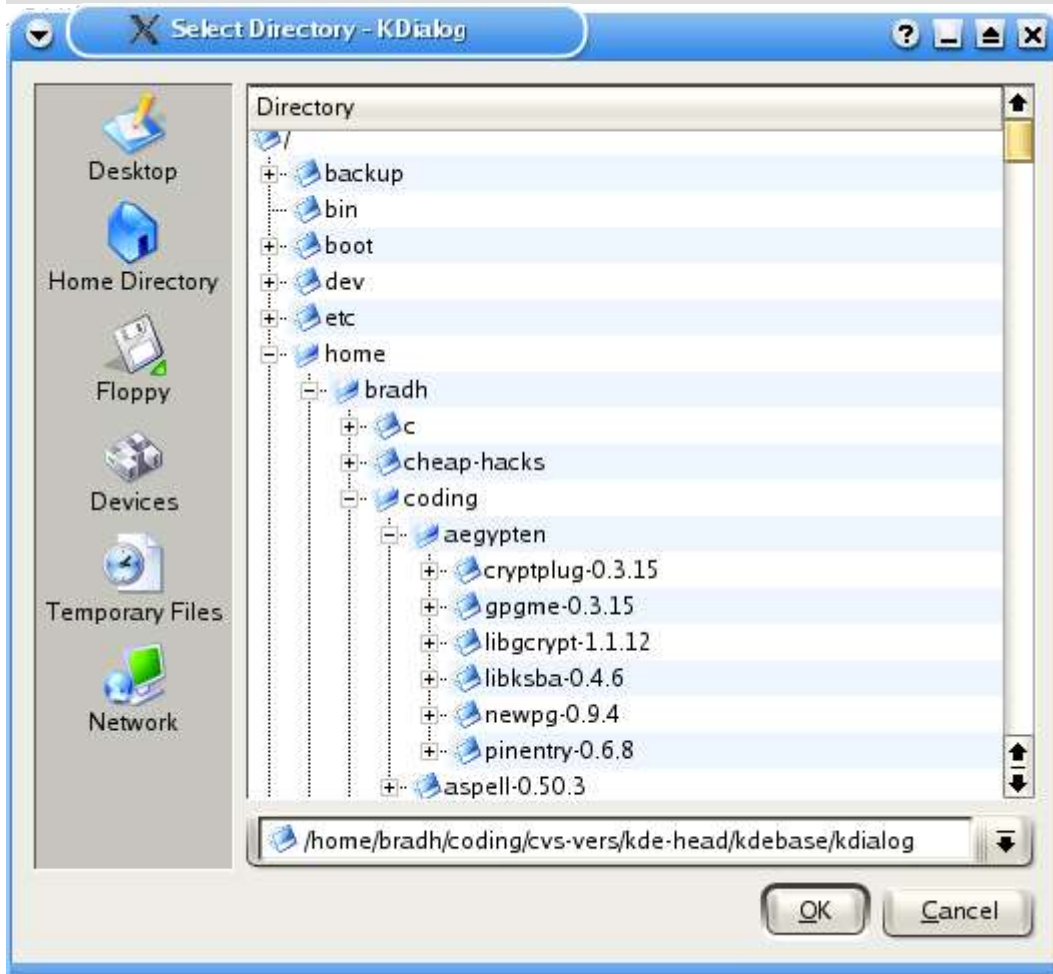 Select Directory - KDialog
Desktop
Home Directory
Floppy
Devices
Temporary Files
Network
Directory
/
backup
bin
boot
dev
etc
home
bradh
c
cheap-hacks
coding
aegypten
cryptplug-0.3.15
gpgme-0.3.15
libgcrypt-1.1.12
libksba-0.4.6
newpg-0.9.4
pinentry-0.6.8
aspell-0.50.3
/home/bradh/coding/cvs-vers/kde-head/kdebase/kdialog
OK
Cancel